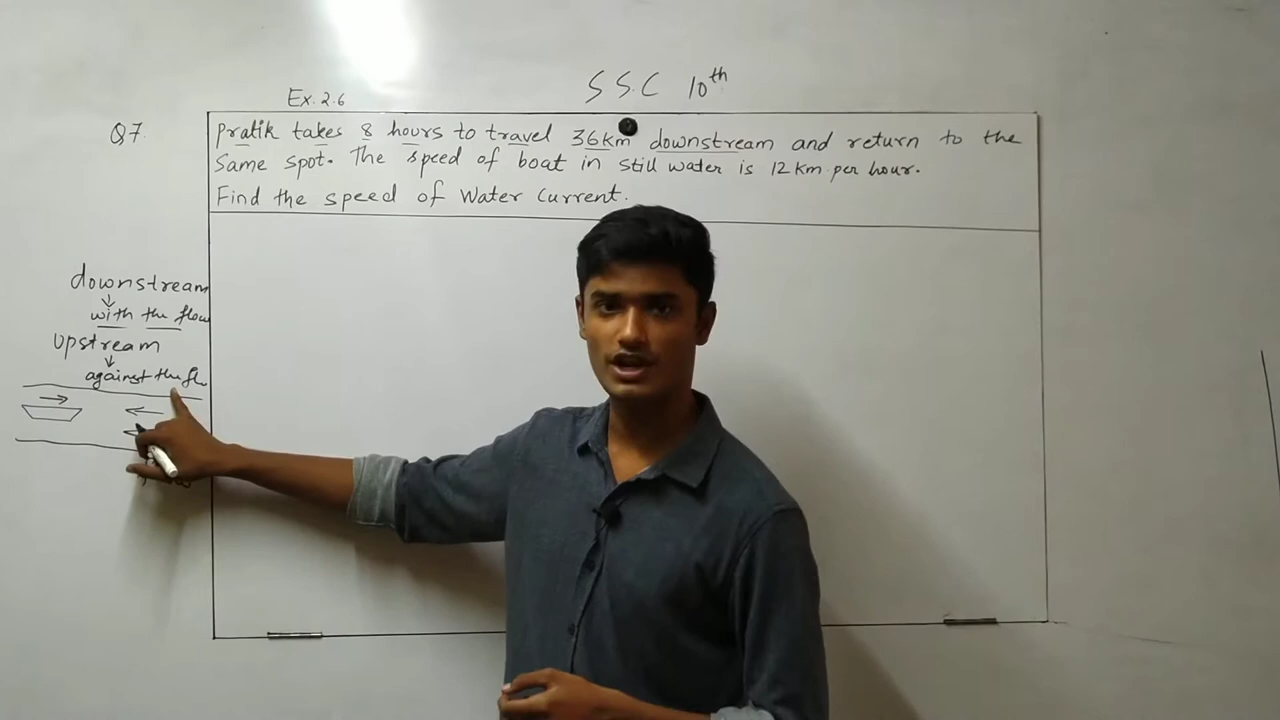 SSC 10th
Ex. 2.6
Q7.
Pratik takes 8 hours to travel 36km downstream and return to the
same spot. The speed of boat in still water is 12 km per hour.
Find the speed of Water Current.
downstream
with the flow
Upstream
against the